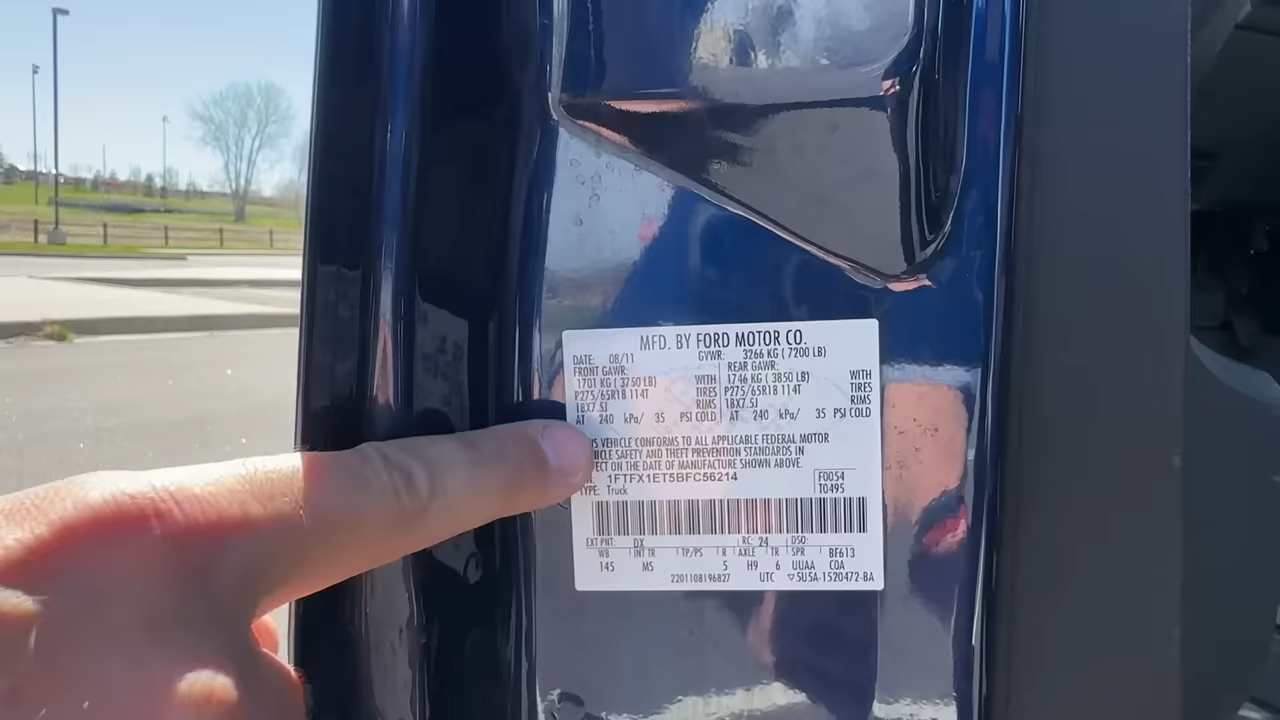 MFD. BY FORD MOTOR CO.
DATE: 08/11 GVWR: 3266 KG ( 7200 LB)
FRONT GAWR: REAR GAWR:
1701 KG ( 3750 LB) WITH 1746 KG ( 3850 LB) WITH
P275/65R18 114T TIRES P275/65R18 114T TIRES
18X7.5J RIMS 18X7.5J RIMS
AT 240 kPa/ 35 PSI COLD AT 240 kPa/ 35 PSI COLD
VEHICLE CONFORMS TO ALL APPLICABLE FEDERAL MOTOR
SAFETY AND THEFT PREVENTION STANDARDS IN
ON THE DATE OF MANUFACTURE SHOWN ABOVE.
1FTFX1ET5BFC56214 F0054
TYPE: Truck T0495
EXT PNT: DX RC: 24 DSO:
WB INT TR TP/PS R AXLE TR SPR BF613
145 MS 5 H9 6 UUAA COA
2201108196827 UTC ▽5U5A-1520472-BA